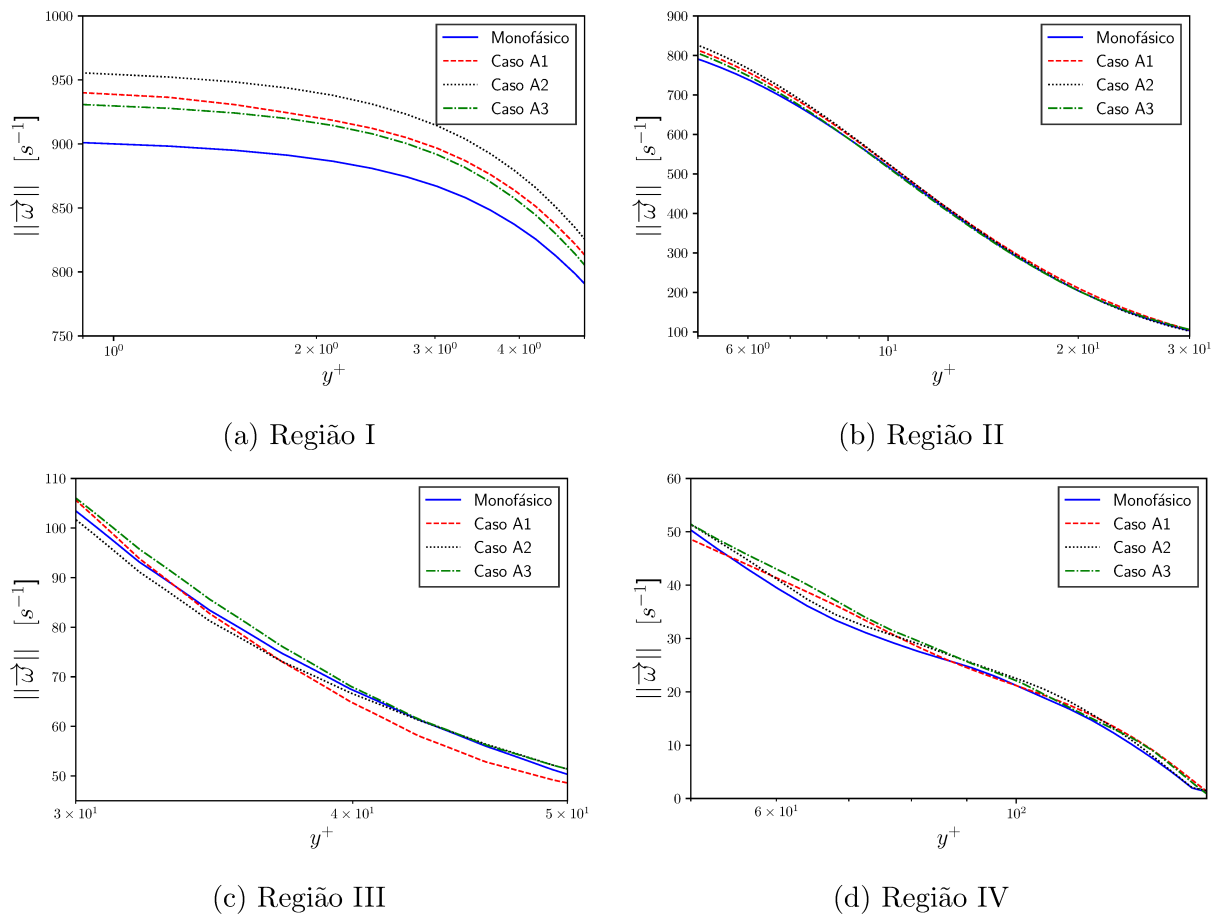 1000
950
900
850
800
750
||ω⃗|| [s⁻¹]
Monofásico
Caso A1
Caso A2
Caso A3
10⁰
2 × 10⁰
3 × 10⁰
4 × 10⁰
y⁺
(a) Região I
900
800
700
600
500
400
300
200
100
||ω⃗|| [s⁻¹]
Monofásico
Caso A1
Caso A2
Caso A3
6 × 10⁰
10¹
2 × 10¹
3 × 10¹
y⁺
(b) Região II
110
100
90
80
70
60
50
||ω⃗|| [s⁻¹]
Monofásico
Caso A1
Caso A2
Caso A3
3 × 10¹
4 × 10¹
5 × 10¹
y⁺
(c) Região III
60
50
40
30
20
10
0
||ω⃗|| [s⁻¹]
Monofásico
Caso A1
Caso A2
Caso A3
6 × 10¹
10²
y⁺
(d) Região IV